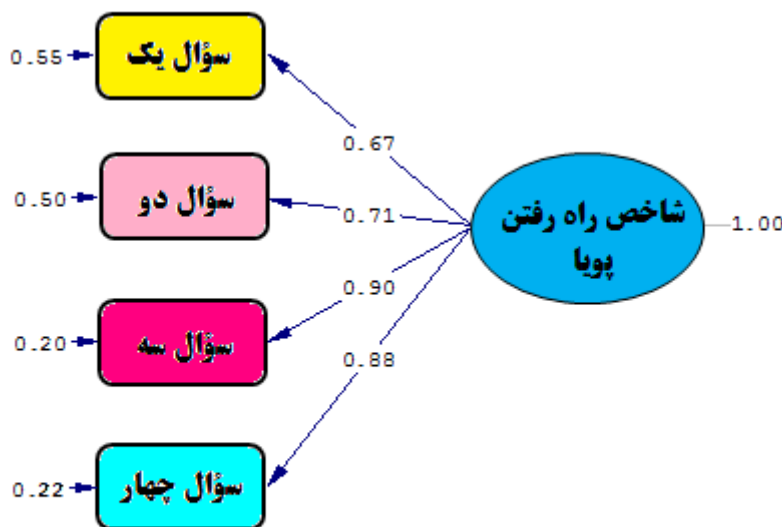 0.55
سؤال یک
0.67
0.50
سؤال دو
0.71
شاخص راه رفتن
پویا
1.00
0.20
سؤال سه
0.90
0.88
0.22
سؤال چهار